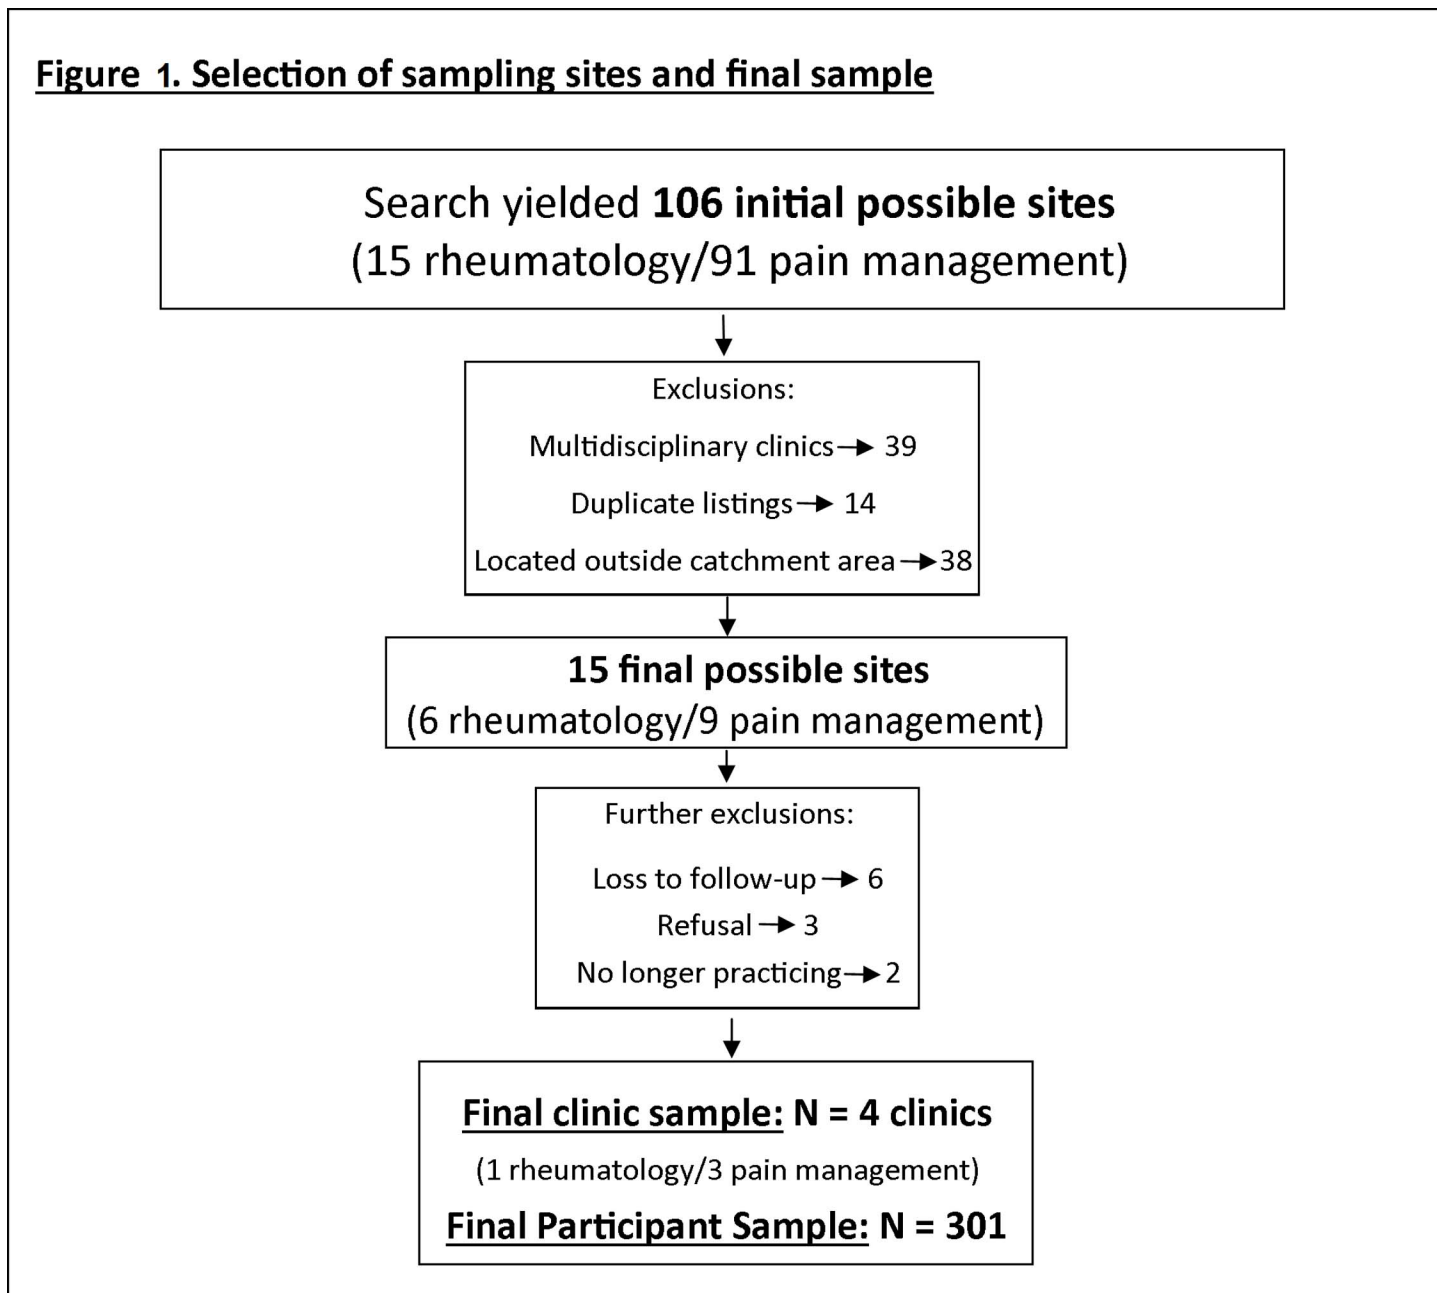 Figure 1. Selection of sampling sites and final sample
Search yielded 106 initial possible sites
(15 rheumatology/91 pain management)
Exclusions:
Multidisciplinary clinics→ 39
Duplicate listings→ 14
Located outside catchment area→38
15 final possible sites
(6 rheumatology/9 pain management)
Further exclusions:
Loss to follow-up→ 6
Refusal→ 3
No longer practicing→2
Final clinic sample: N = 4 clinics
(1 rheumatology/3 pain management)
Final Participant Sample: N = 301